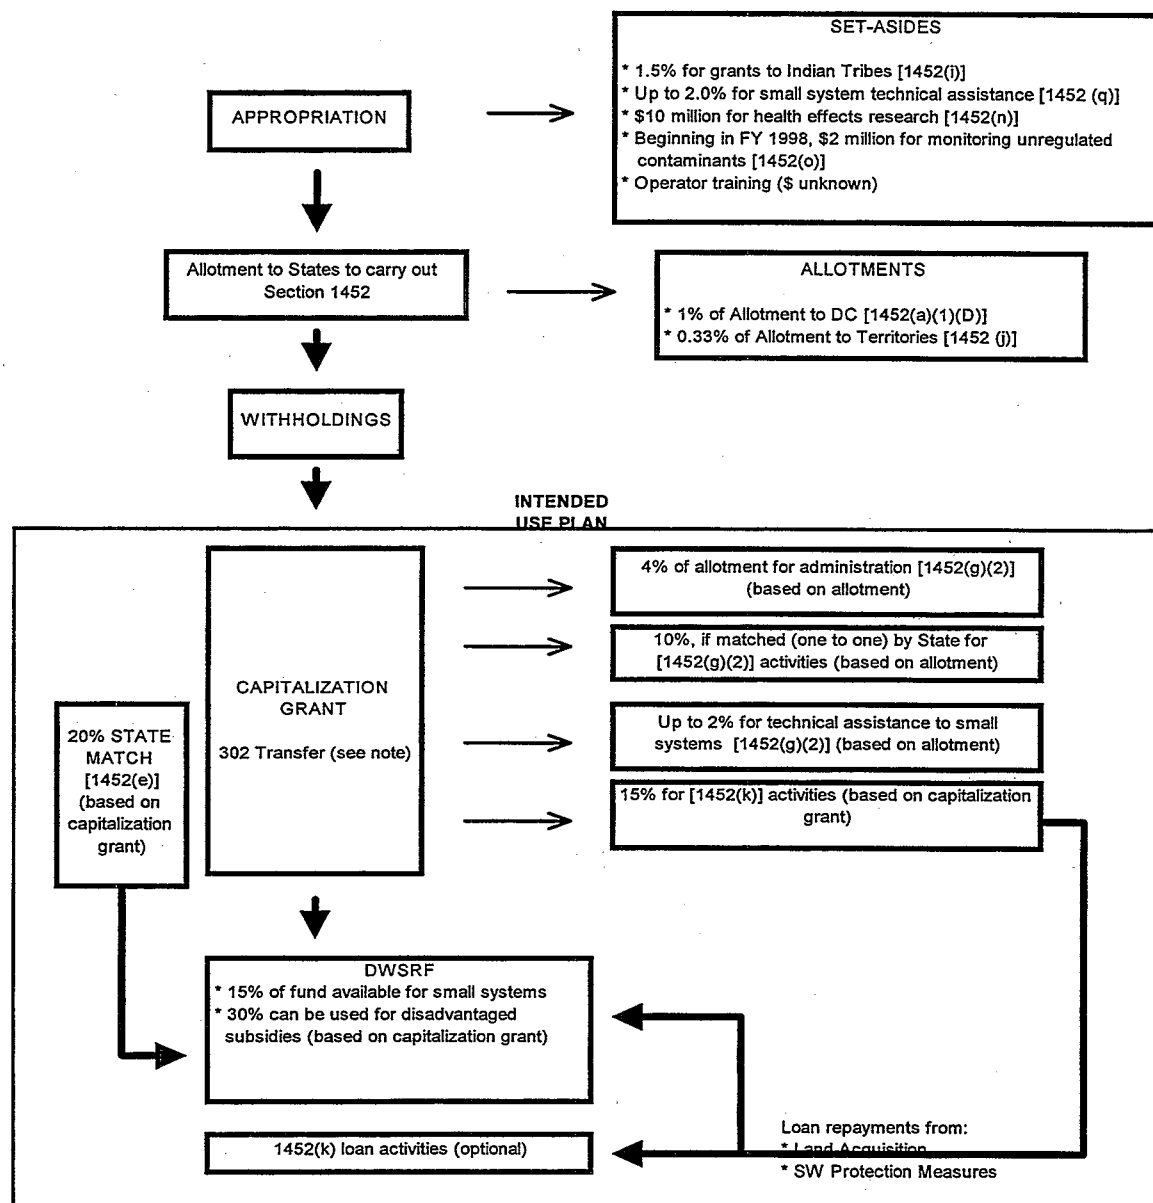 SET-ASIDES
* 1.5% for grants to Indian Tribes [1452(i)]
* Up to 2.0% for small system technical assistance [1452 (q)]
* $10 million for health effects research [1452(n)]
* Beginning in FY 1998, $2 million for monitoring unregulated
contaminants [1452(o)]
* Operator training ($ unknown)
APPROPRIATION
Allotment to States to carry out
Section 1452
ALLOTMENTS
* 1% of Allotment to DC [1452(a)(1)(D)]
* 0.33% of Allotment to Territories [1452 (j)]
WITHHOLDINGS
INTENDED
USE PLAN
CAPITALIZATION
GRANT
302 Transfer (see note)
4% of allotment for administration [1452(g)(2)]
(based on allotment)
10%, if matched (one to one) by State for
[1452(g)(2)] activities (based on allotment)
Up to 2% for technical assistance to small
systems [1452(g)(2)] (based on allotment)
15% for [1452(k)] activities (based on capitalization
grant)
20% STATE
MATCH
[1452(e)]
(based on
capitalization
grant)
DWSRF
* 15% of fund available for small systems
* 30% can be used for disadvantaged
subsidies (based on capitalization grant)
1452(k) loan activities (optional)
Loan repayments from:
* Land Acquisition
* SW Protection Measures